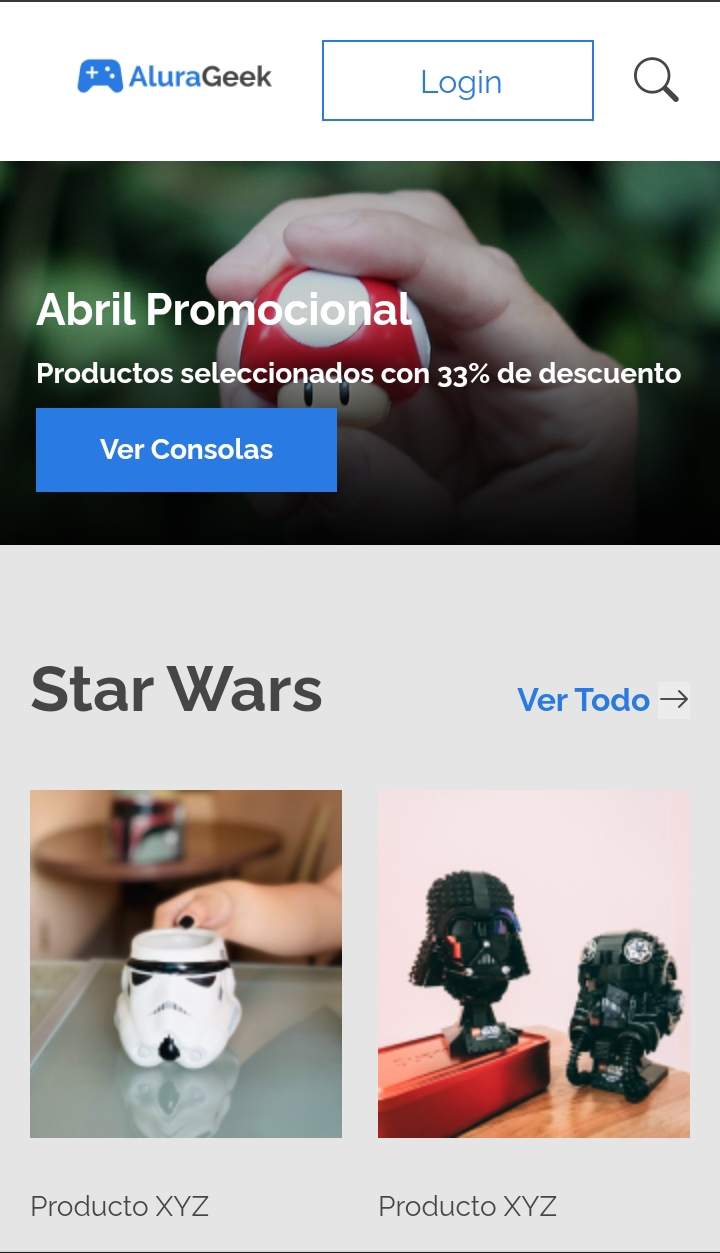 AluraGeek
Login
Abril Promocional
Productos seleccionados con 33% de descuento
Ver Consolas
Star Wars
Ver Todo →
Producto XYZ
Producto XYZ